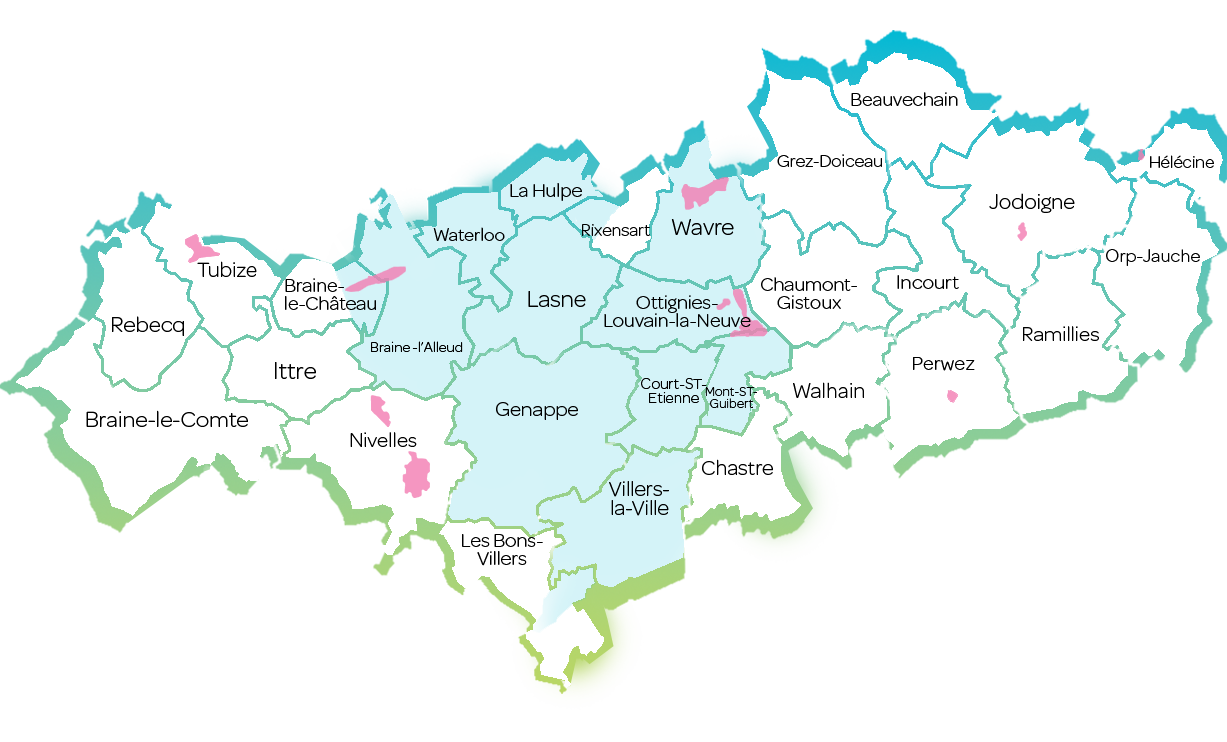 Beauvechain
Grez-Doiceau
Hélécine
La Hulpe
Jodoigne
Rixensart
Wavre
Waterloo
Orp-Jauche
Tubize
Braine-
le-Château
Lasne
Ottignies-
Louvain-la-Neuve
Chaumont-
Gistoux
Incourt
Rebecq
Ramillies
Braine-l'Alleud
Ittre
Perwez
Court-ST-
Etienne
Mont-ST-
Guibert
Walhain
Braine-le-Comte
Genappe
Nivelles
Chastre
Villers-
la-Ville
Les Bons-
Villers